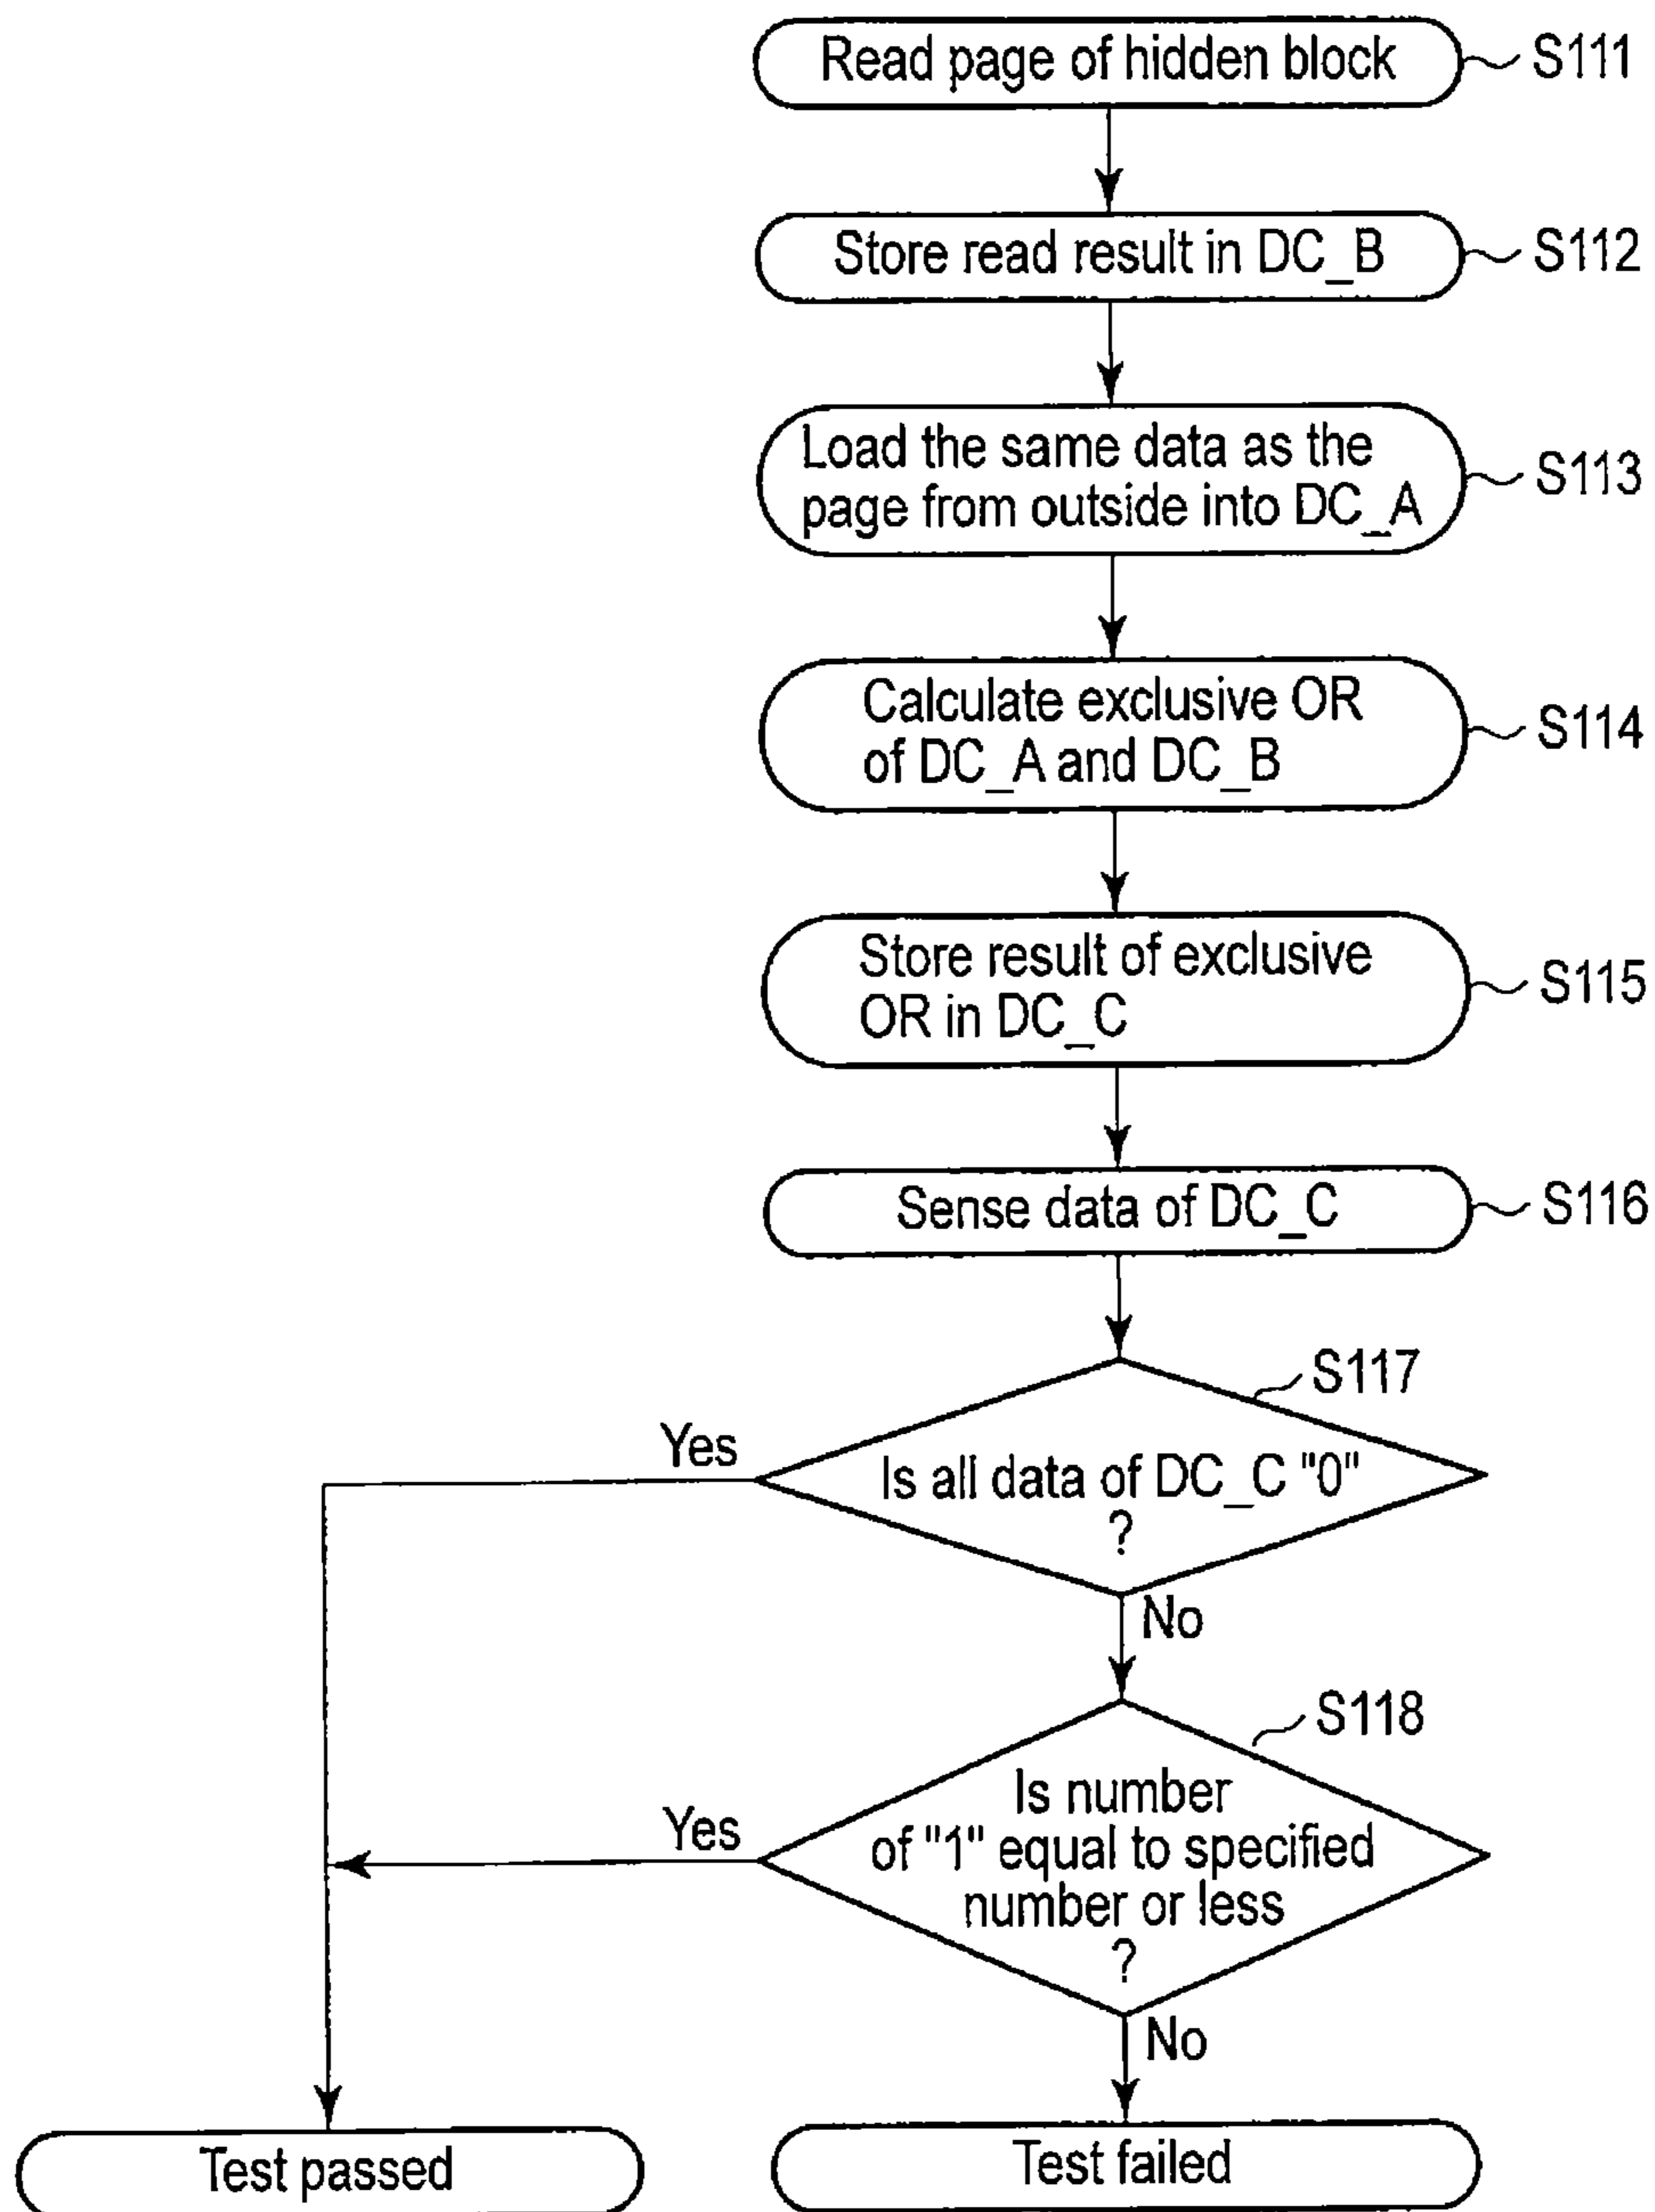 Read page of hidden block
S111
Store read result in DC_B
S112
Load the same data as the
page from outside into DC_A
S113
Calculate exclusive OR
of DC_A and DC_B
S114
Store result of exclusive
OR in DC_C
S115
Sense data of DC_C
S116
S117
Yes
Is all data of DC_C "0"
?
No
S118
Yes
Is number
of "1" equal to specified
number or less
?
No
Test passed
Test failed